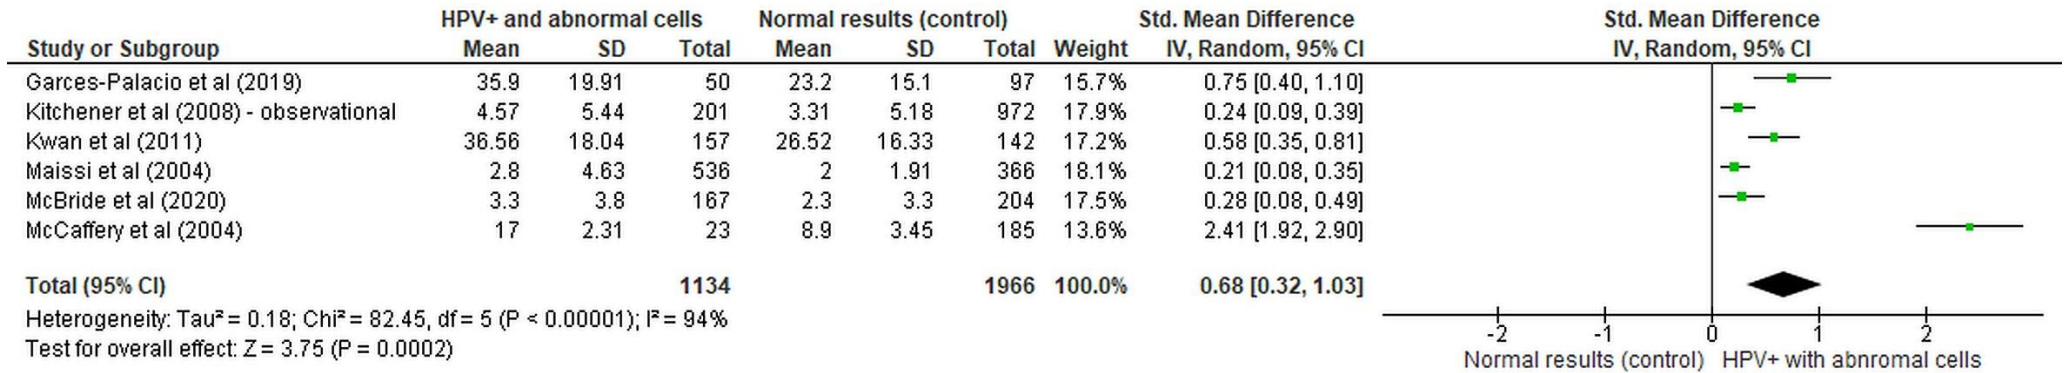 HPV+ and abnormal cells Normal results (control) Std. Mean Difference Std. Mean Difference
Study or Subgroup Mean SD Total Mean SD Total Weight IV, Random, 95% CI IV, Random, 95% CI
Garces-Palacio et al (2019) 35.9 19.91 50 23.2 15.1 97 15.7% 0.75 [0.40, 1.10]
Kitchener et al (2008) - observational 4.57 5.44 201 3.31 5.18 972 17.9% 0.24 [0.09, 0.39]
Kwan et al (2011) 36.56 18.04 157 26.52 16.33 142 17.2% 0.58 [0.35, 0.81]
Maissi et al (2004) 2.8 4.63 536 2 1.91 366 18.1% 0.21 [0.08, 0.35]
McBride et al (2020) 3.3 3.8 167 2.3 3.3 204 17.5% 0.28 [0.08, 0.49]
McCaffery et al (2004) 17 2.31 23 8.9 3.45 185 13.6% 2.41 [1.92, 2.90]
Total (95% CI) 1134 1966 100.0% 0.68 [0.32, 1.03]
Heterogeneity: Tau² = 0.18; Chi² = 82.45, df = 5 (P < 0.00001); I² = 94%
Test for overall effect: Z = 3.75 (P = 0.0002)
-2 -1 0 1 2
Normal results (control) HPV+ with abnromal cells